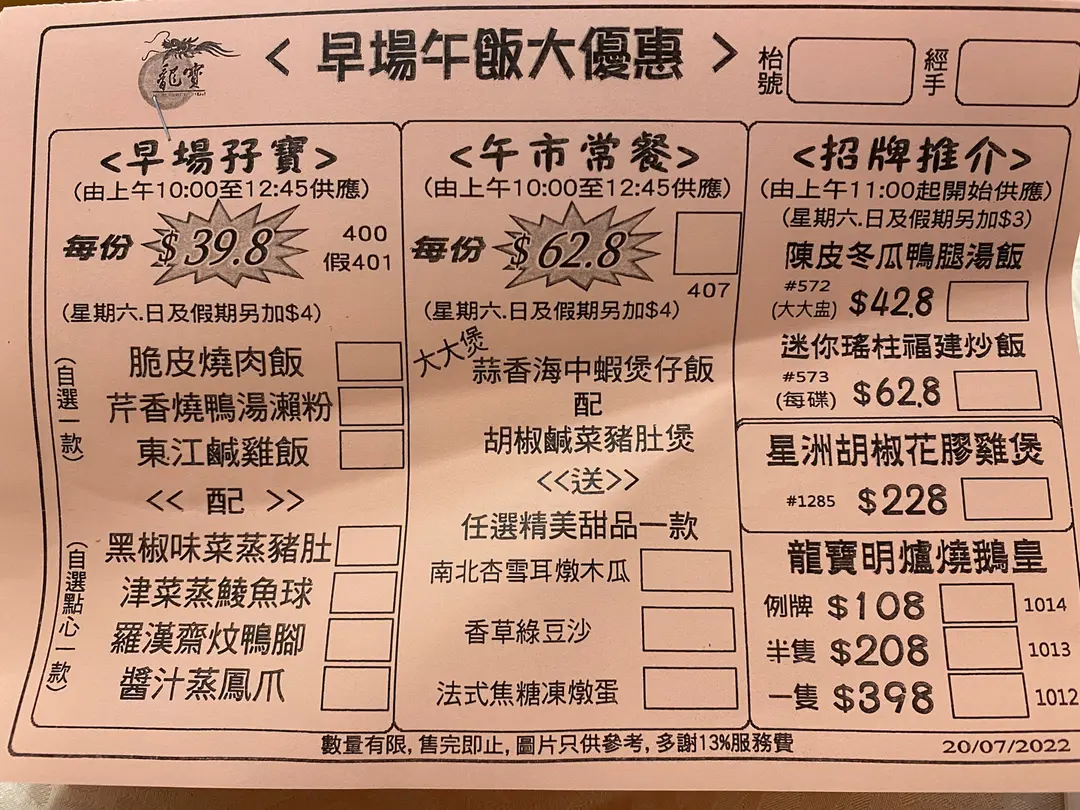 龍寶
< 早場午飯大優惠 >
枱號
經手
<早場孖寶>
(由上午10:00至12:45供應)
每份 $39.8
400
假401
(星期六.日及假期另加$4)
(自選一款)
脆皮燒肉飯
芹香燒鴨湯瀨粉
東江鹹雞飯
<< 配 >>
(自選點心一款)
黑椒味菜蒸豬肚
津菜蒸鯪魚球
羅漢齋炆鴨腳
醬汁蒸鳳爪
<午市常餐>
(由上午10:00至12:45供應)
每份 $62.8
407
(星期六.日及假期另加$4)
大大煲
蒜香海中蝦煲仔飯
配
胡椒鹹菜豬肚煲
<<送>>
任選精美甜品一款
南北杏雪耳燉木瓜
香草綠豆沙
法式焦糖凍燉蛋
<招牌推介>
(由上午11:00起開始供應)
(星期六.日及假期另加$3)
陳皮冬瓜鴨腿湯飯
#572
(大大盅) $42.8
迷你瑤柱福建炒飯
#573
(每碟) $62.8
星洲胡椒花膠雞煲
#1285 $228
龍寶明爐燒鵝皇
例牌 $108 1014
半隻 $208 1013
一隻 $398 1012
數量有限, 售完即止, 圖片只供參考, 多謝13%服務費
20/07/2022